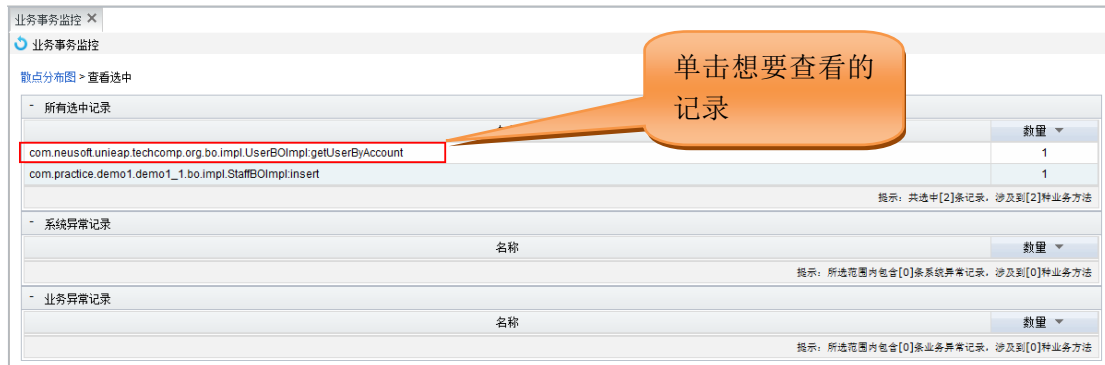 业务事务监控 ×
业务事务监控
散点分布图 > 查看选中
单击想要查看的
记录
- 所有选中记录
数量
com.neusoft.unieap.techcomp.org.bo.impl.UserBOImpl:getUserByAccount 1
com.practice.demo1.demo1_1.bo.impl.StaffBOImpl:insert 1
提示：共选中[2]条记录，涉及到[2]种业务方法
- 系统异常记录
名称 数量
提示：所选范围内包含[0]条系统异常记录，涉及到[0]种业务方法
- 业务异常记录
名称 数量
提示：所选范围内包含[0]条业务异常记录，涉及到[0]种业务方法